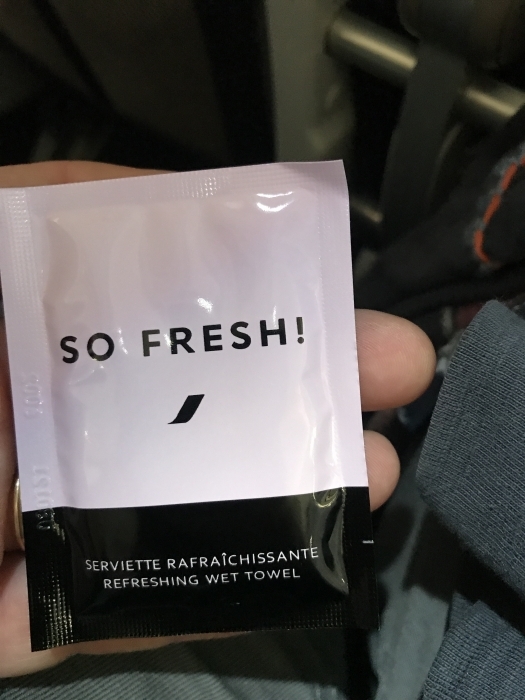 SO FRESH!
SERVIETTE RAFRAÎCHISSANTE
REFRESHING WET TOWEL